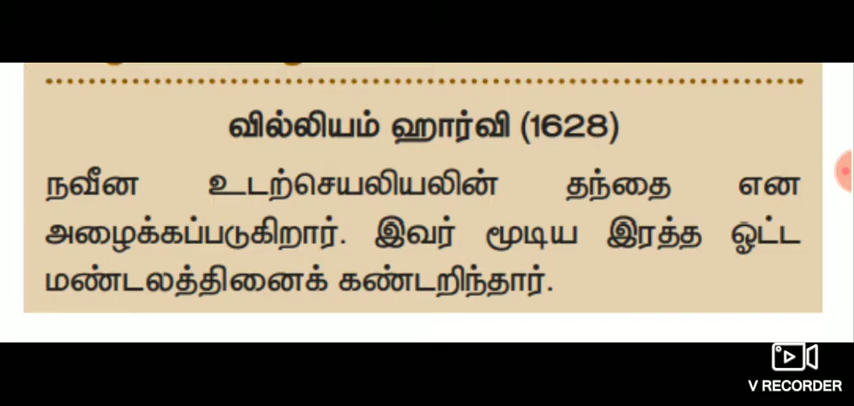 வில்லியம் ஹார்வி (1628)
நவீன உடற்செயலியலின் தந்தை என
அழைக்கப்படுகிறார். இவர் மூடிய இரத்த ஓட்ட
மண்டலத்தினைக் கண்டறிந்தார்.
V RECORDER